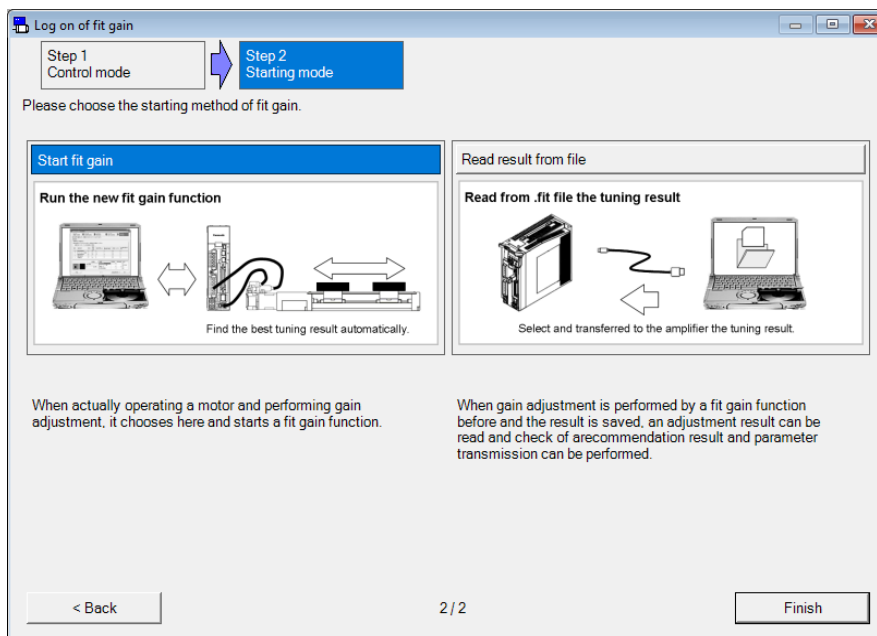 Log on of fit gain
Step 1
Control mode
Step 2
Starting mode
Please choose the starting method of fit gain.
Start fit gain
Run the new fit gain function
Find the best tuning result automatically.
When actually operating a motor and performing gain
adjustment, it chooses here and starts a fit gain function.
Read result from file
Read from .fit file the tuning result
Select and transferred to the amplifier the tuning result.
When gain adjustment is performed by a fit gain function
before and the result is saved, an adjustment result can be
read and check of arecommendation result and parameter
transmission can be performed.
< Back
2 / 2
Finish